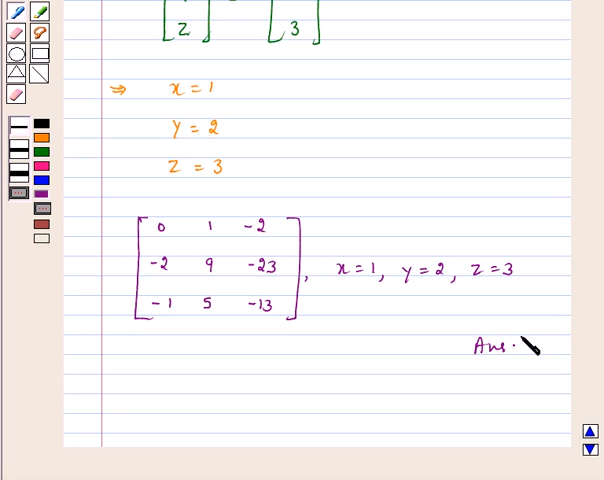 z 3
⇒ x = 1
y = 2
z = 3
0 1 -2
-2 9 -23 , x = 1, y = 2, z = 3
-1 5 -13
Ans.